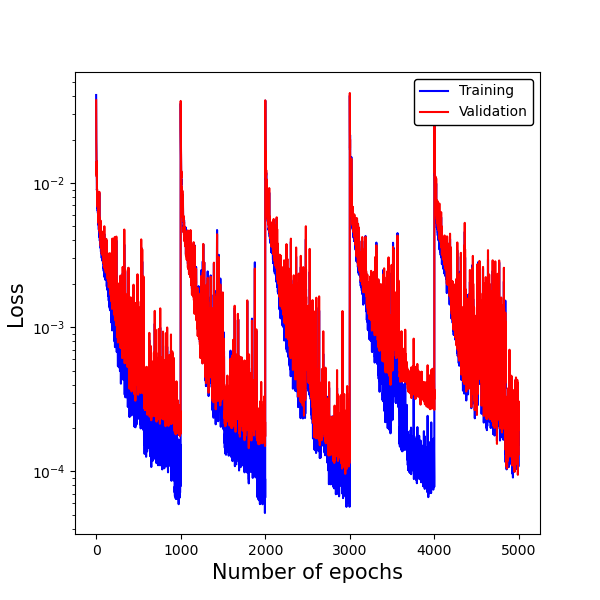 Training
Validation
10⁻²
10⁻³
10⁻⁴
Loss
0 1000 2000 3000 4000 5000
Number of epochs